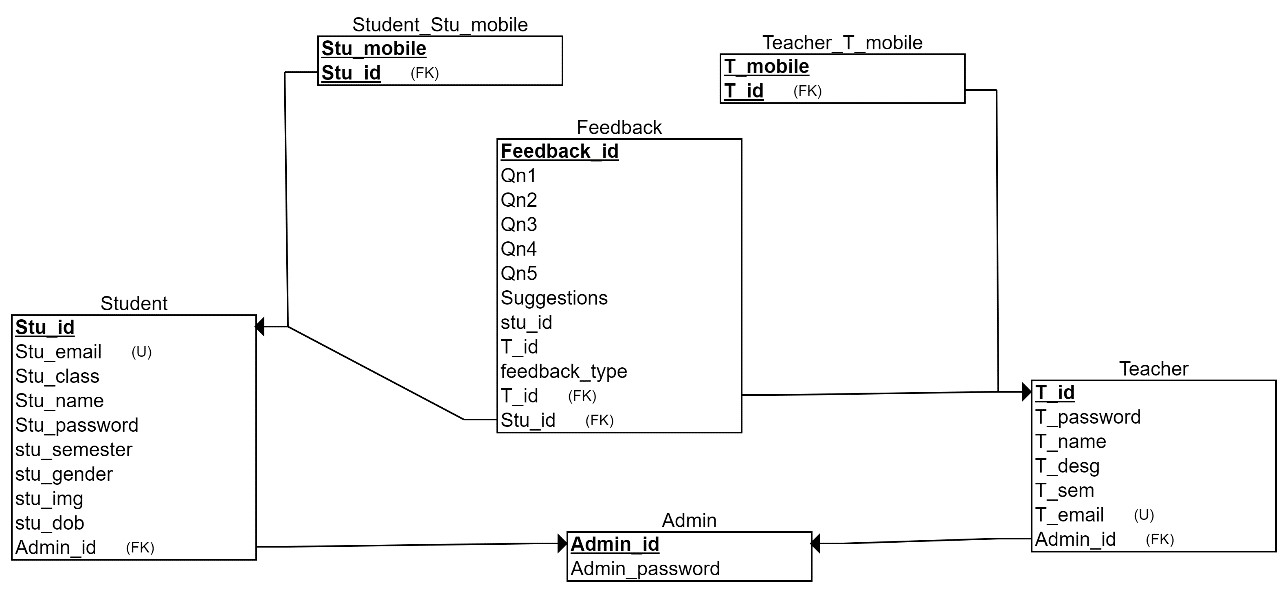 Student_Stu_mobile
Stu_mobile
Stu_id (FK)
Teacher_T_mobile
T_mobile
T_id (FK)
Feedback
Feedback_id
Qn1
Qn2
Qn3
Qn4
Qn5
Suggestions
stu_id
T_id
feedback_type
T_id (FK)
Stu_id (FK)
Student
Stu_id
Stu_email (U)
Stu_class
Stu_name
Stu_password
stu_semester
stu_gender
stu_img
stu_dob
Admin_id (FK)
Teacher
T_id
T_password
T_name
T_desg
T_sem
T_email (U)
Admin_id (FK)
Admin
Admin_id
Admin_password